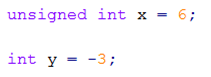 unsigned int x = 6;
int y = -3;